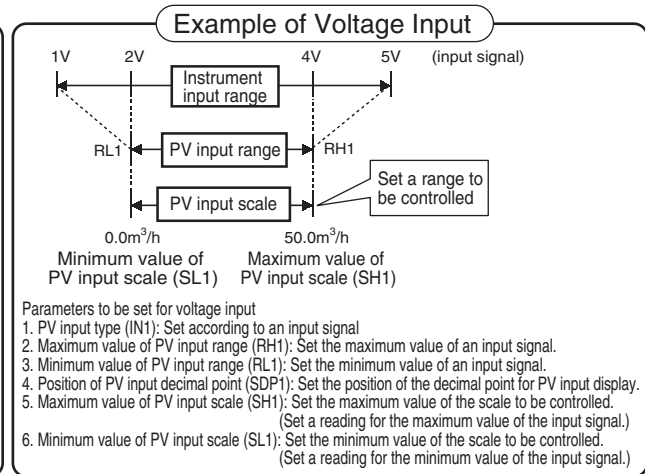 Example of Voltage Input
1V 2V 4V 5V (input signal)
Instrument
input range
RL1 PV input range RH1
PV input scale
Set a range to
be controlled
0.0m³/h 50.0m³/h
Minimum value of Maximum value of
PV input scale (SL1) PV input scale (SH1)
Parameters to be set for voltage input
1. PV input type (IN1): Set according to an input signal
2. Maximum value of PV input range (RH1): Set the maximum value of an input signal.
3. Minimum value of PV input range (RL1): Set the minimum value of an input signal.
4. Position of PV input decimal point (SDP1): Set the position of the decimal point for PV input display.
5. Maximum value of PV input scale (SH1): Set the maximum value of the scale to be controlled.
(Set a reading for the maximum value of the input signal.)
6. Minimum value of PV input scale (SL1): Set the minimum value of the scale to be controlled.
(Set a reading for the minimum value of the input signal.)